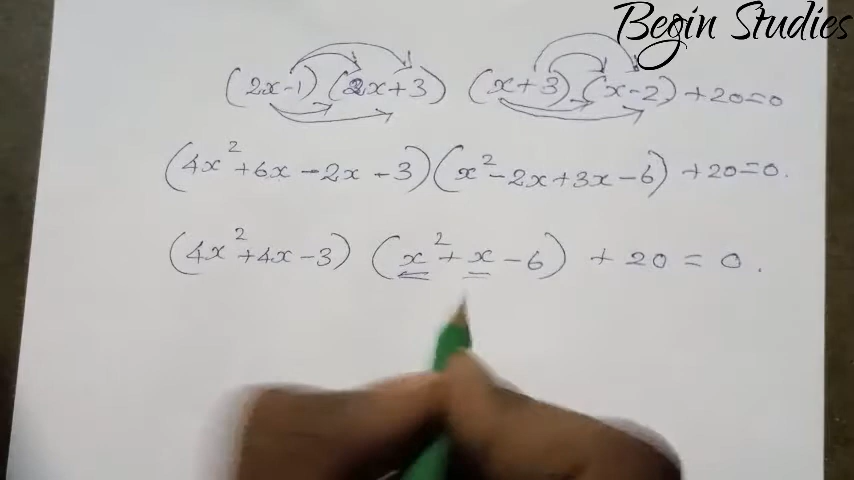 Begin Studies
(2x-1) (2x+3) (x+3) (x-2) +20=0
(4x²+6x-2x-3)(x²-2x+3x-6) +20=0.
(4x²+4x-3) (x²+x-6) + 20 = 0.